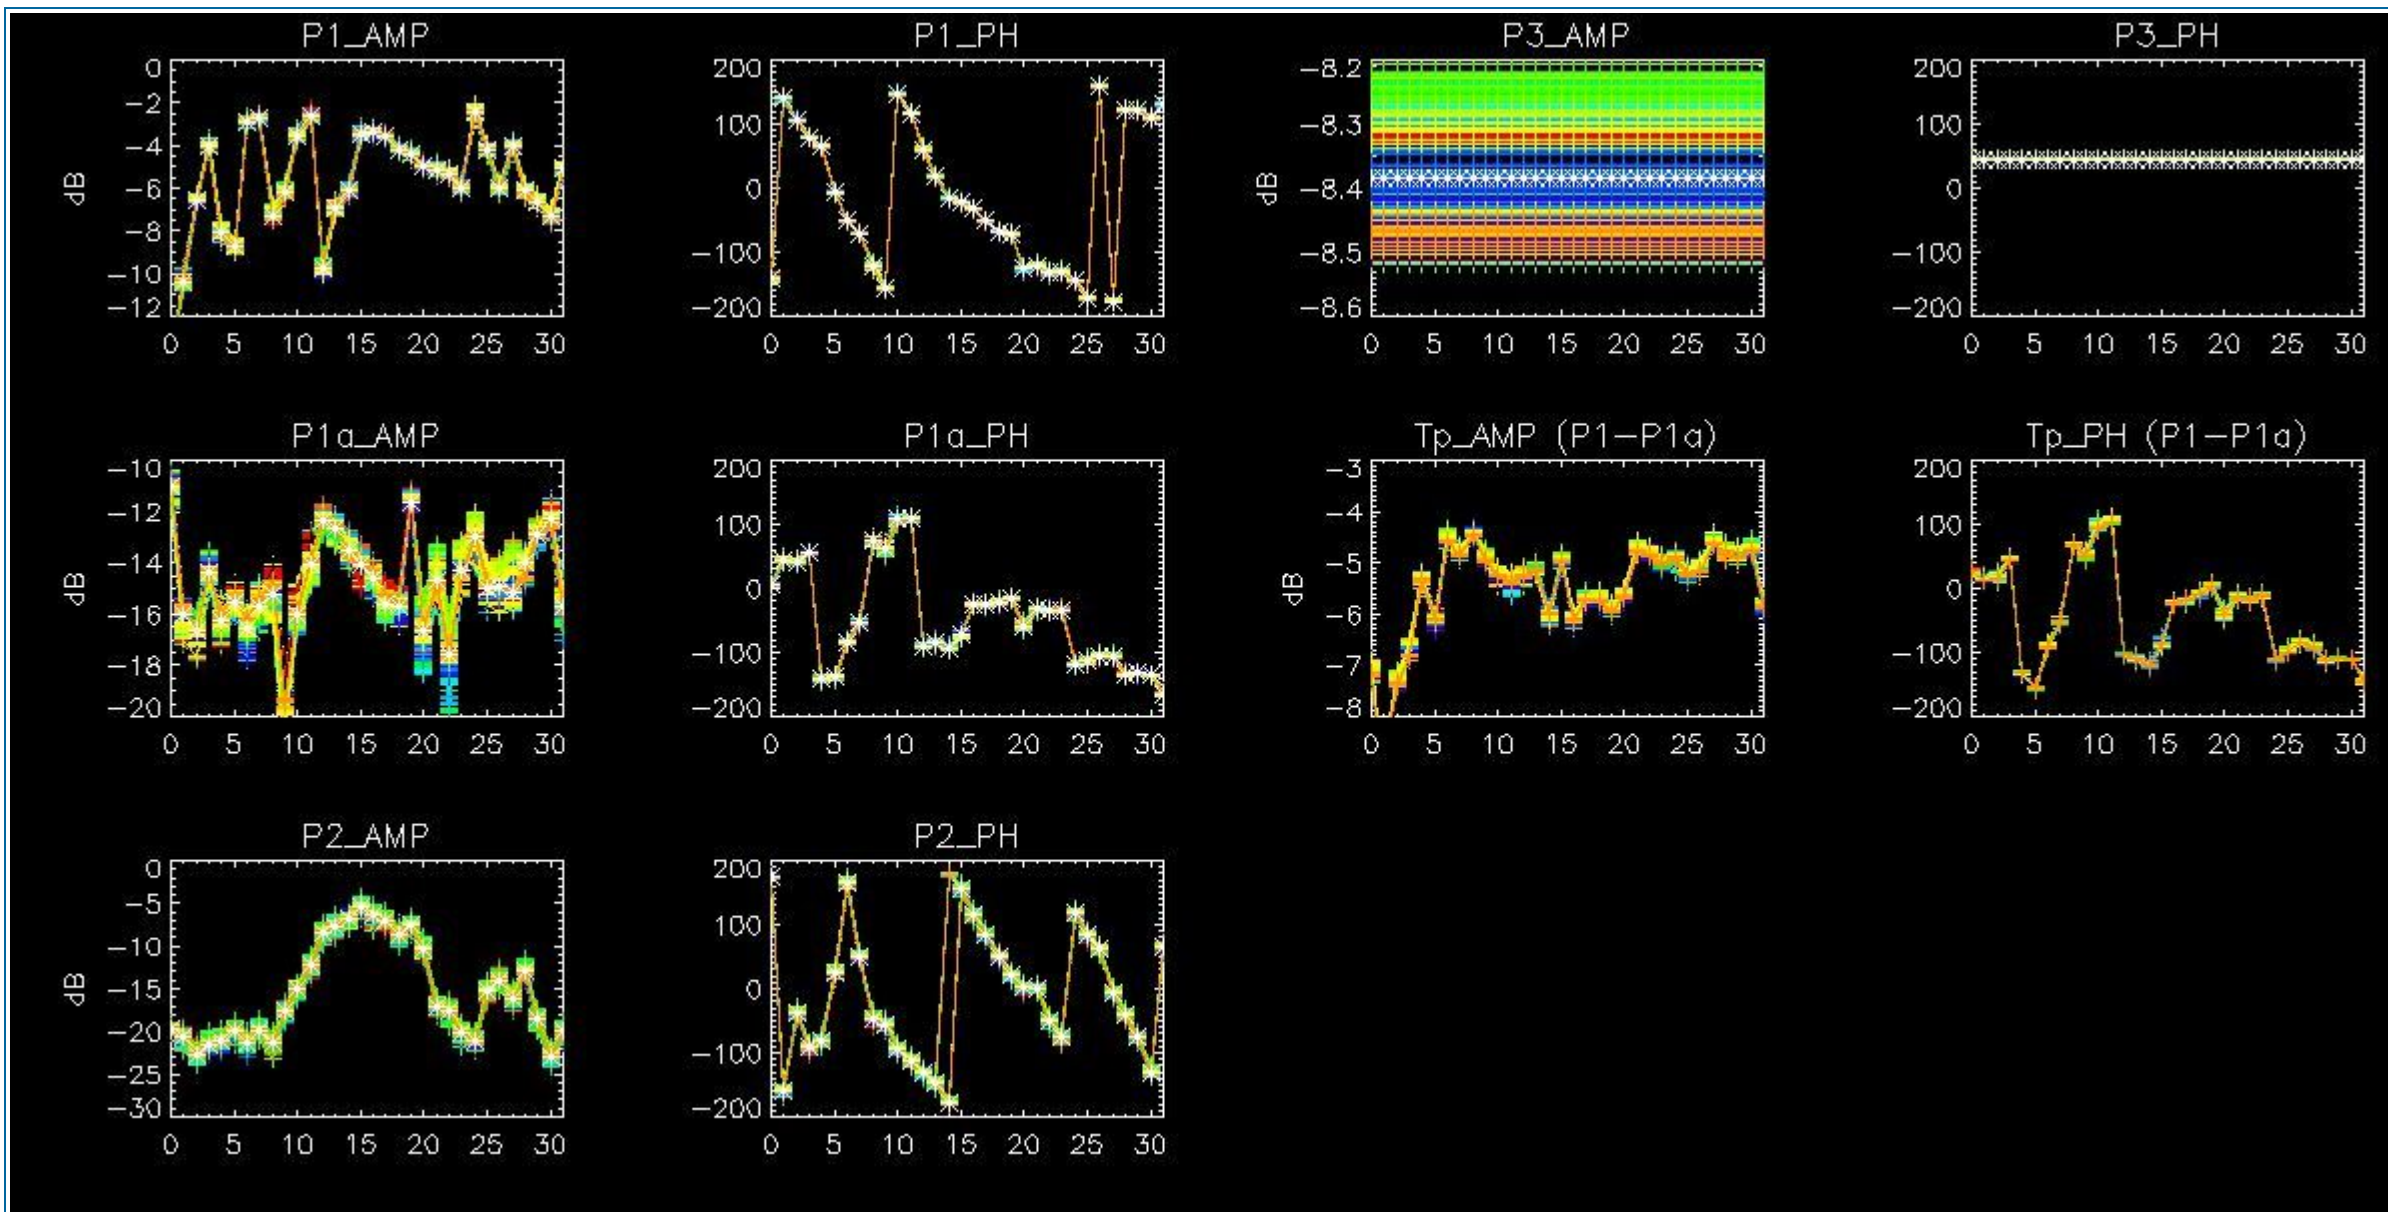 P1_AMP
0
−2
−4
−6
−8
−10
−12
dB
0 5 10 15 20 25 30
P1_PH
200
100
0
−100
−200
0 5 10 15 20 25 30
P3_AMP
−8.2
−8.3
−8.4
−8.5
−8.6
dB
0 5 10 15 20 25 30
P3_PH
200
100
0
−100
−200
0 5 10 15 20 25 30
P1a_AMP
−10
−12
−14
−16
−18
−20
dB
0 5 10 15 20 25 30
P1a_PH
200
100
0
−100
−200
0 5 10 15 20 25 30
Tp_AMP (P1−P1a)
−3
−4
−5
−6
−7
−8
dB
0 5 10 15 20 25 30
Tp_PH (P1−P1a)
200
100
0
−100
−200
0 5 10 15 20 25 30
P2_AMP
0
−5
−10
−15
−20
−25
−30
dB
0 5 10 15 20 25 30
P2_PH
200
100
0
−100
−200
0 5 10 15 20 25 30